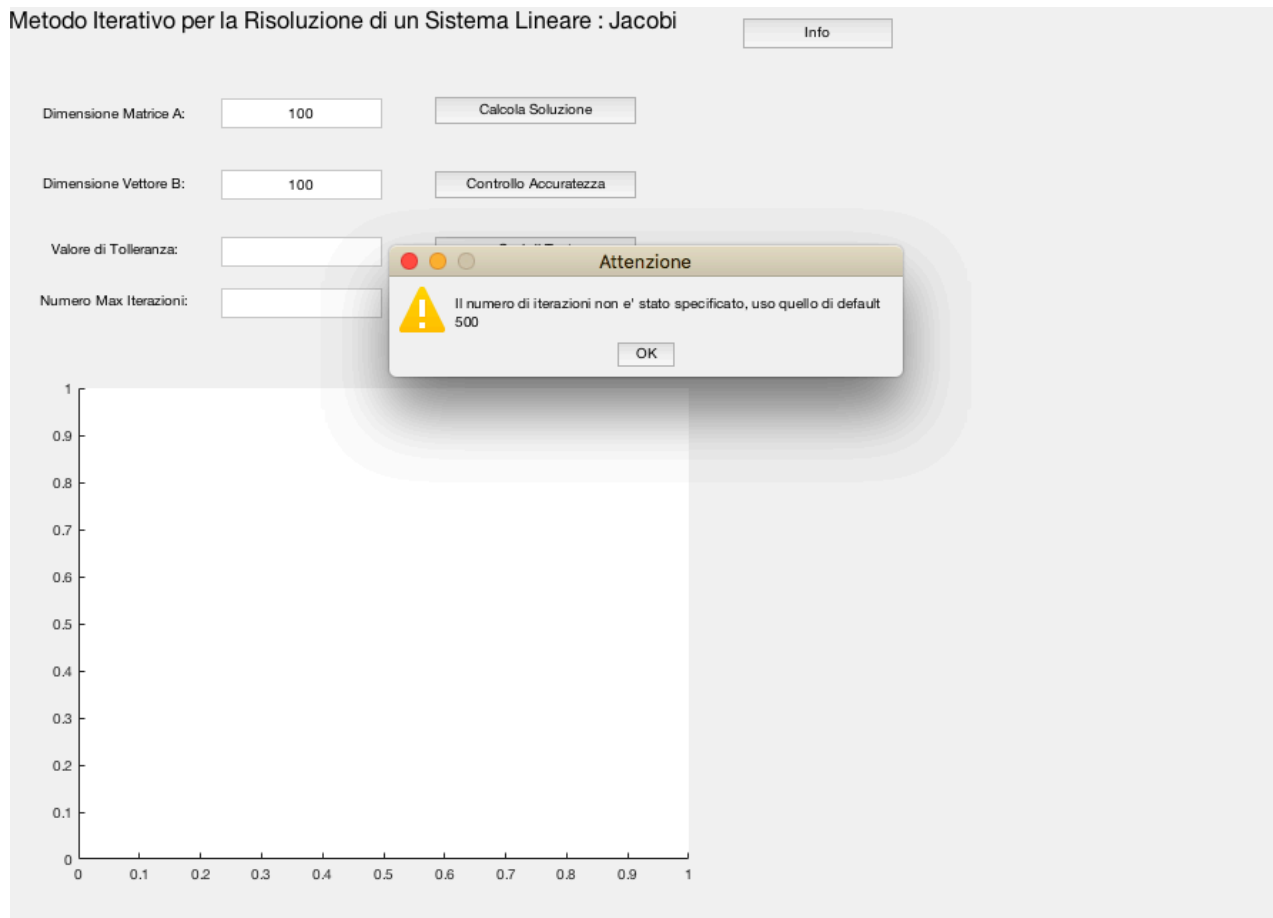 Metodo Iterativo per la Risoluzione di un Sistema Lineare : Jacobi
Info
Dimensione Matrice A:
100
Calcola Soluzione
Dimensione Vettore B:
100
Controllo Accuratezza
Valore di Tolleranza:
Numero Max Iterazioni:
Attenzione
Il numero di iterazioni non e' stato specificato, uso quello di default
500
OK
1
0.9
0.8
0.7
0.6
0.5
0.4
0.3
0.2
0.1
0
0 0.1 0.2 0.3 0.4 0.5 0.6 0.7 0.8 0.9 1